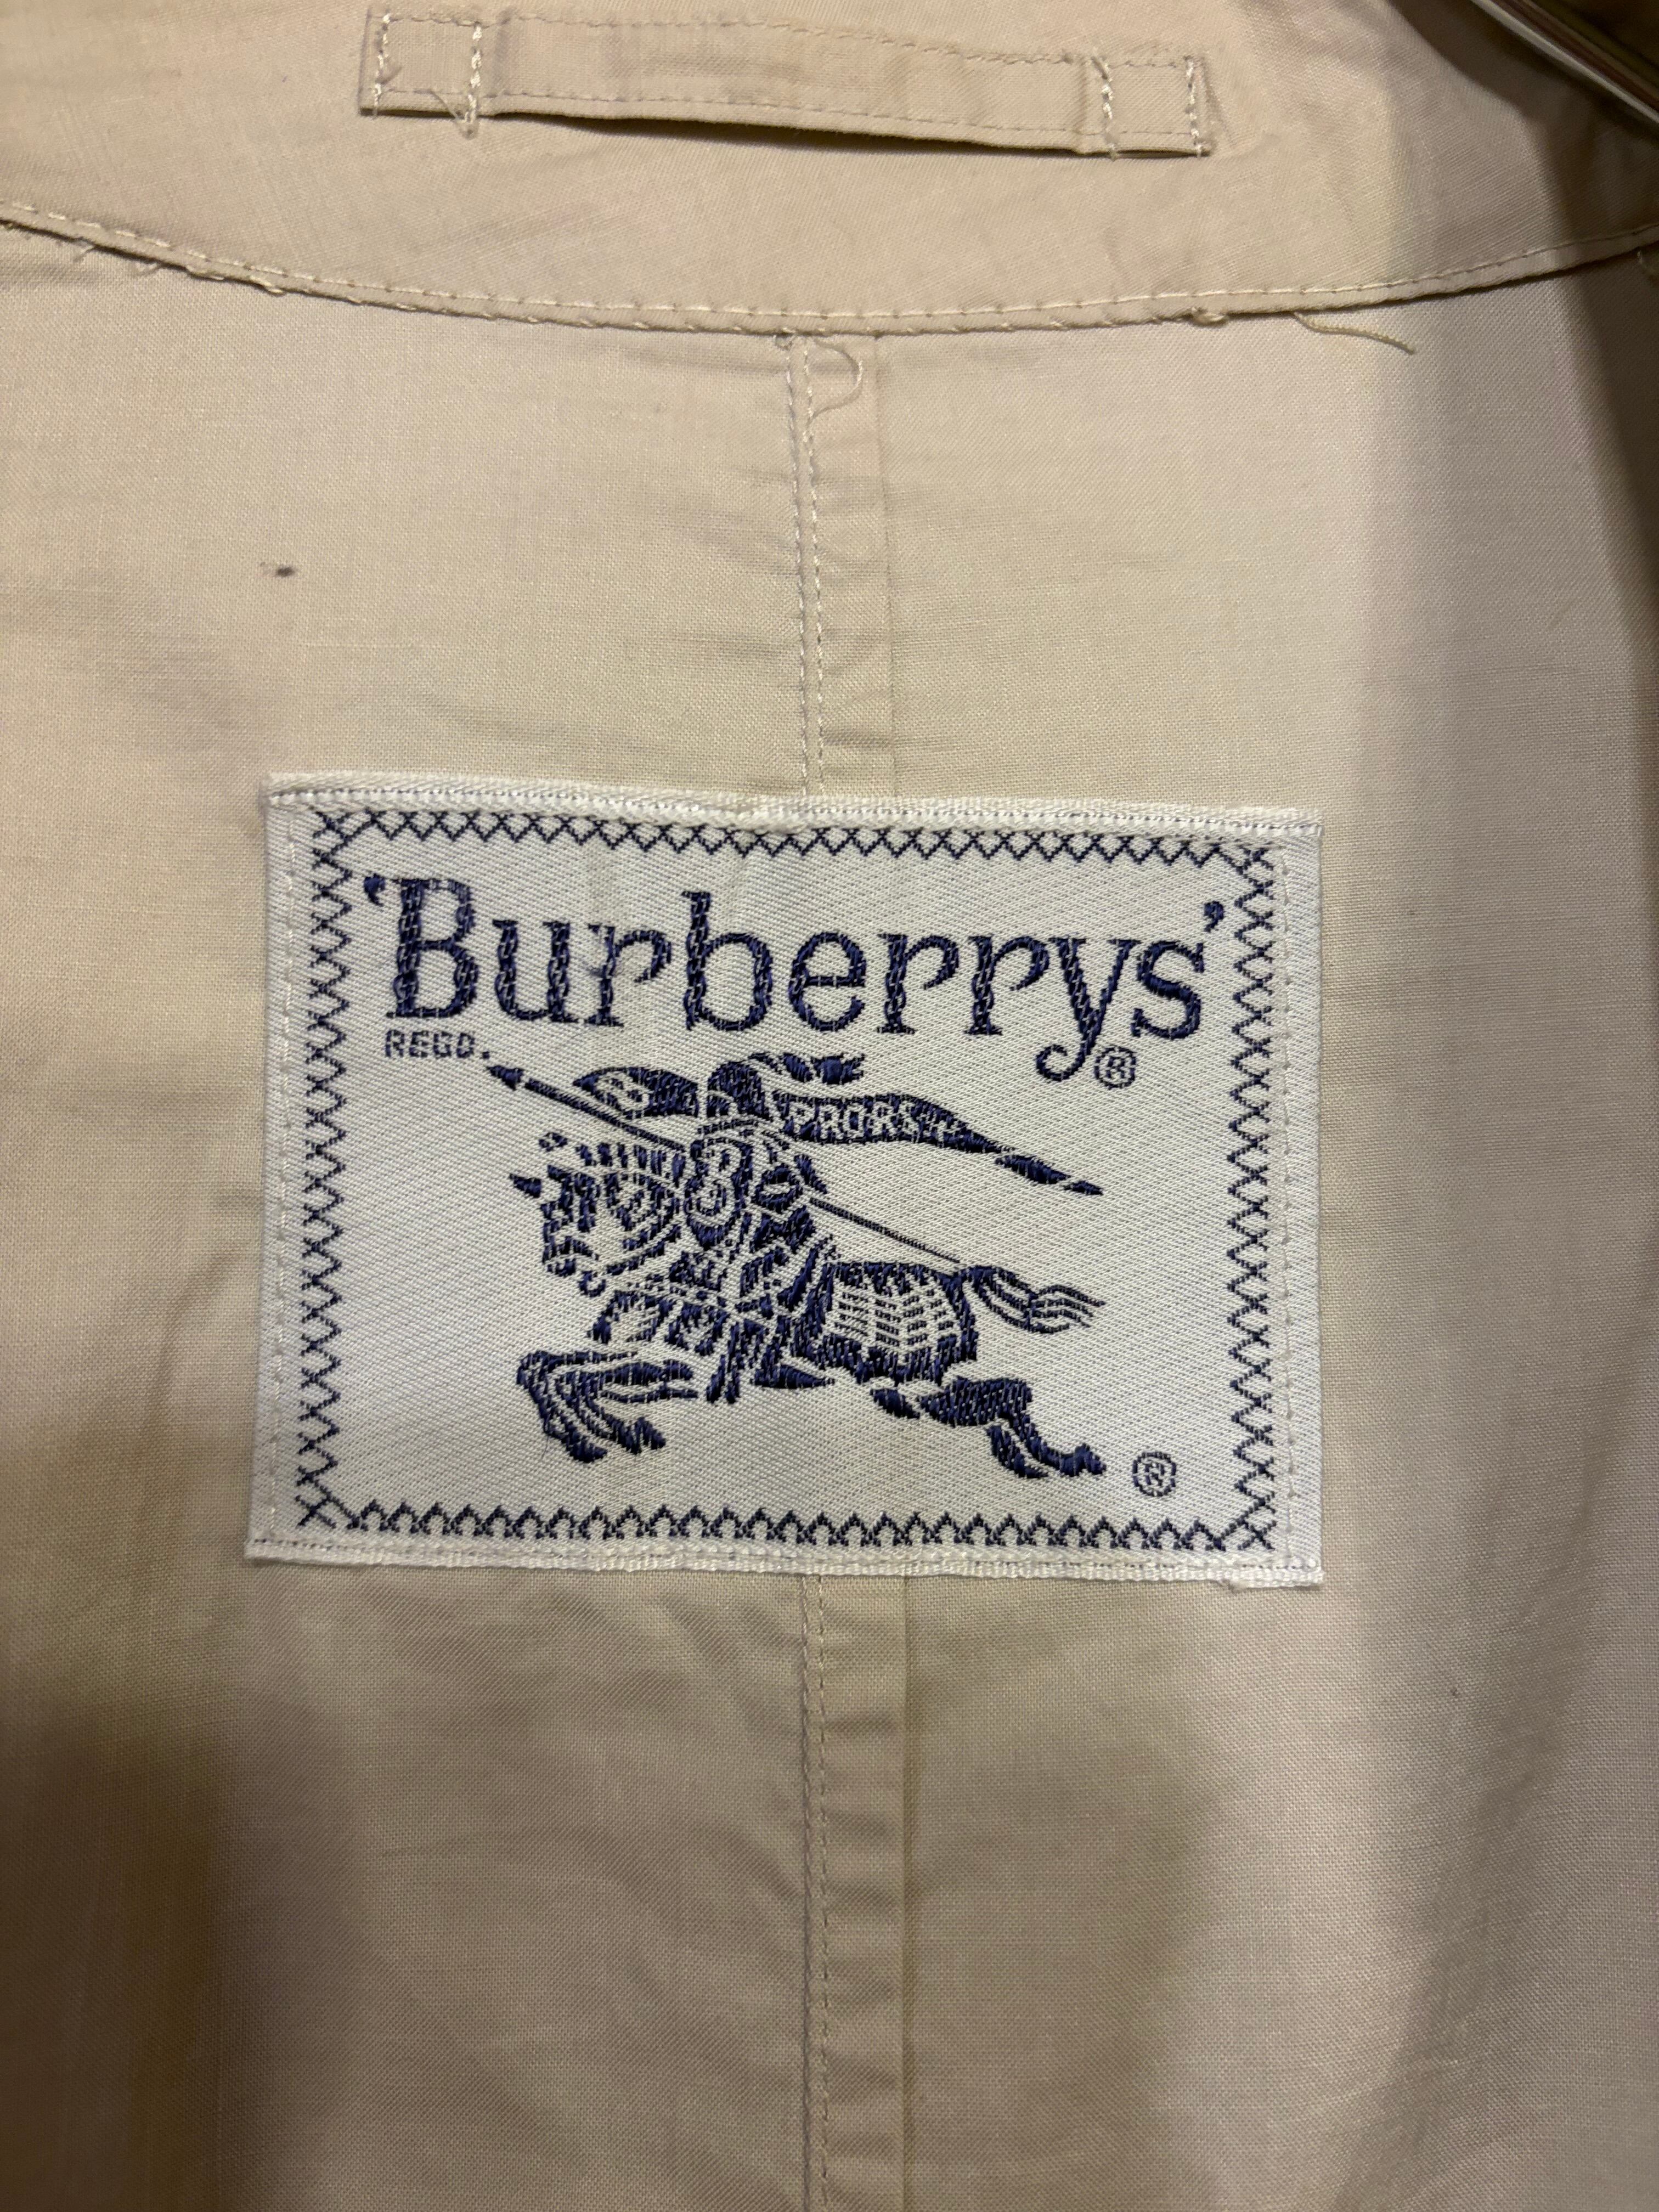 'Burberrys'
REGD. ®
PRORSUM
®